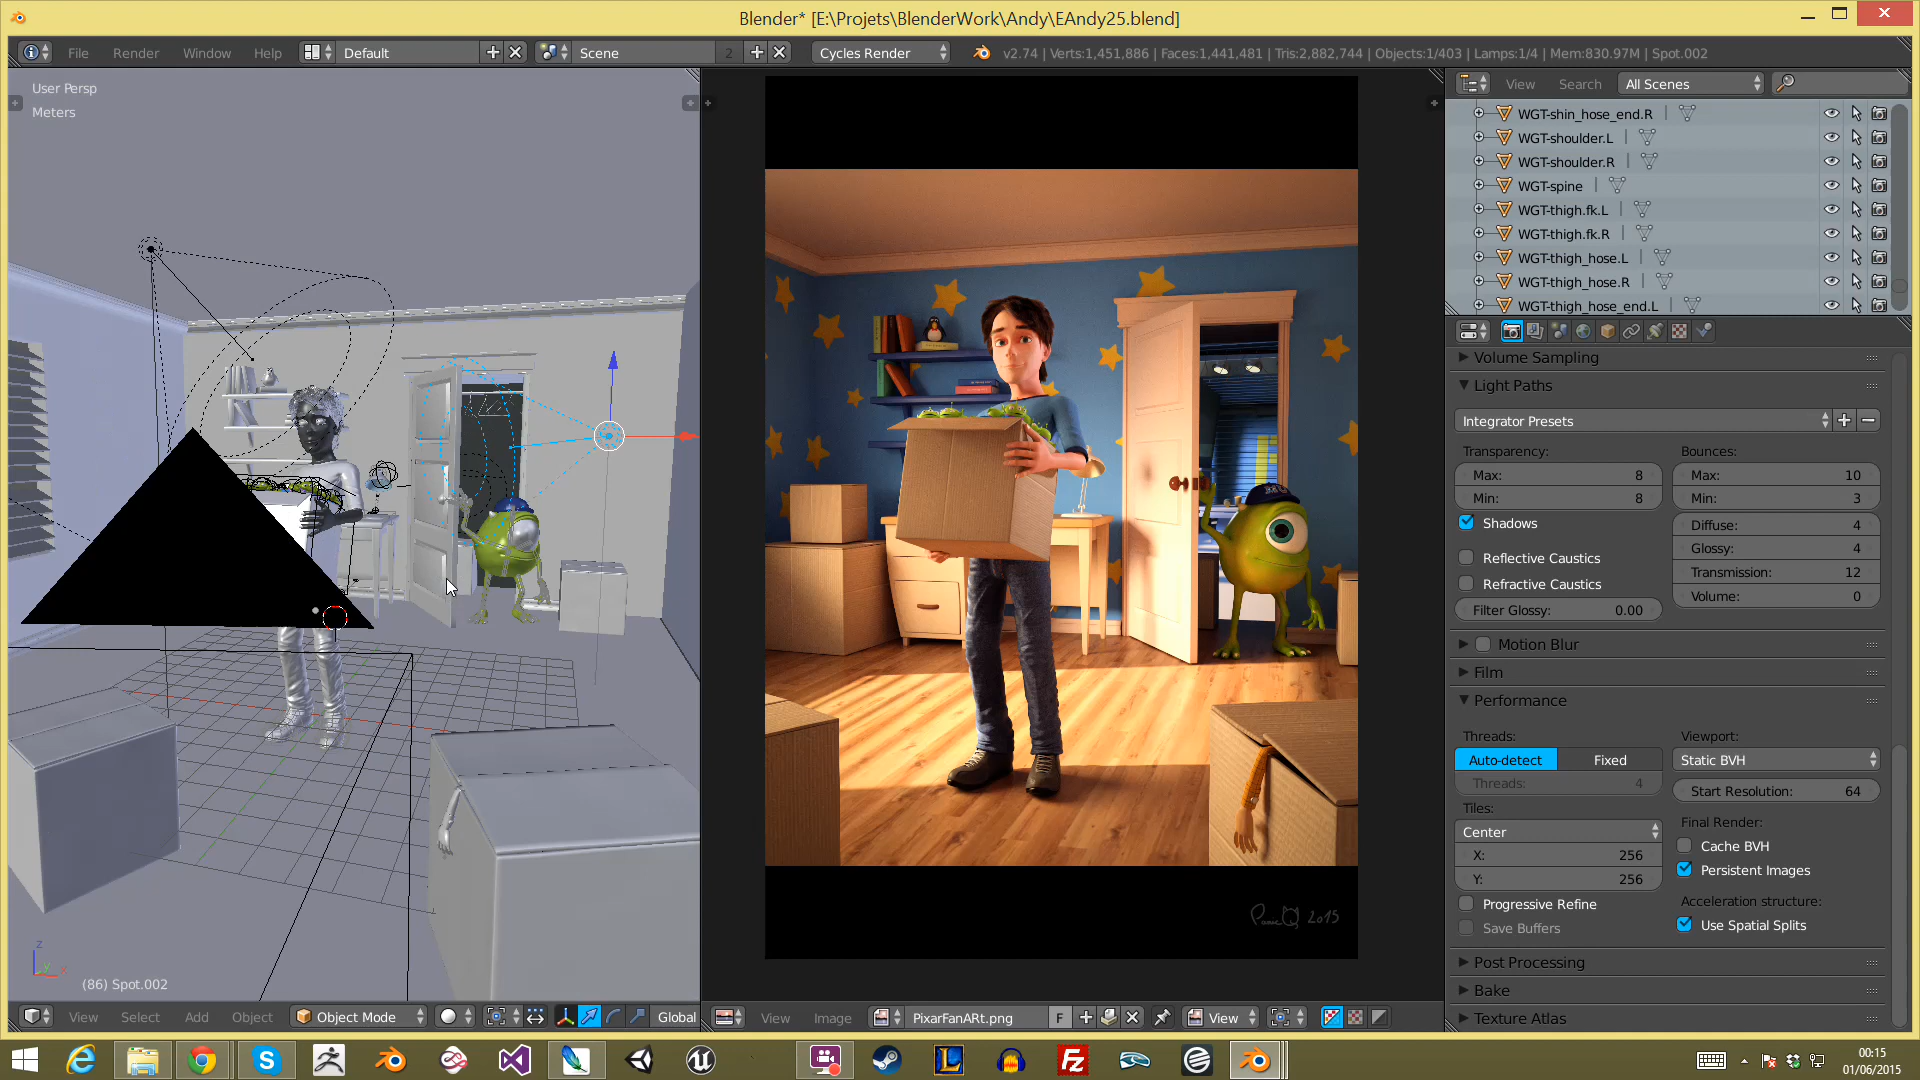 Blender* [E:\Projets\BlenderWork\Andy\EAndy25.blend]
File Render Window Help Default Scene 2 Cycles Render v2.74 | Verts:1,451,886 | Faces:1,441,481 | Tris:2,882,744 | Objects:1/403 | Lamps:1/4 | Mem:830.97M | Spot.002
User Persp
Meters
(86) Spot.002
View Select Add Object Object Mode Global
2015
View Image PixarFanARt.png F View
View Search All Scenes
WGT-shin_hose_end.R
WGT-shoulder.L
WGT-shoulder.R
WGT-spine
WGT-thigh.fk.L
WGT-thigh.fk.R
WGT-thigh_hose.L
WGT-thigh_hose.R
WGT-thigh_hose_end.L
Volume Sampling
Light Paths
Integrator Presets
Transparency: Bounces:
Max: 8 Max: 10
Min: 8 Min: 3
Shadows Diffuse: 4
Glossy: 4
Reflective Caustics Transmission: 12
Refractive Caustics Volume: 0
Filter Glossy: 0.00
Motion Blur
Film
Performance
Threads: Viewport:
Auto-detect Fixed Static BVH
Threads: 4 Start Resolution: 64
Tiles: Final Render:
Center Cache BVH
X: 256 Persistent Images
Y: 256 Acceleration structure:
Progressive Refine Use Spatial Splits
Save Buffers
Post Processing
Bake
Texture Atlas
00:15
01/06/2015